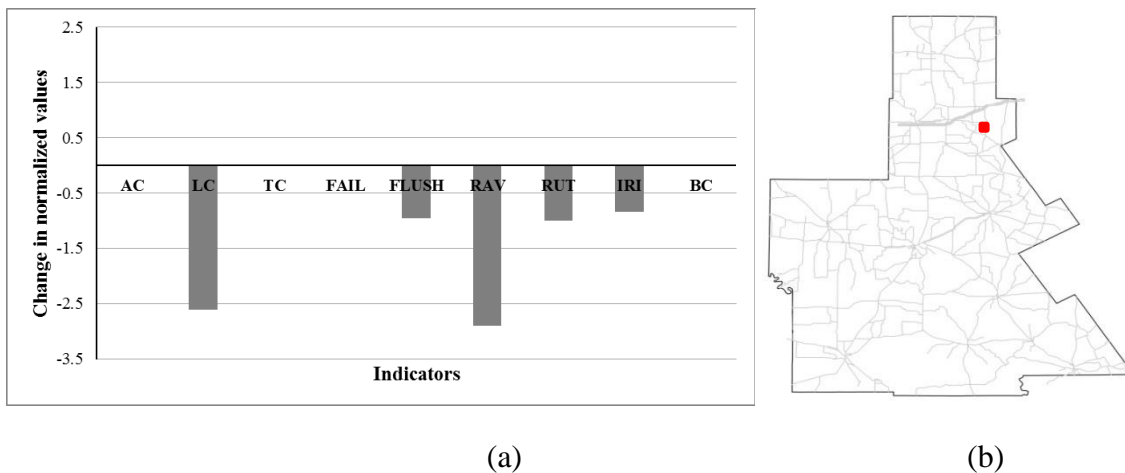 2.5
1.5
0.5
-0.5
-1.5
-2.5
-3.5
Change in normalized values
AC LC TC FAIL FLUSH RAV RUT IRI BC
Indicators
(a) (b)